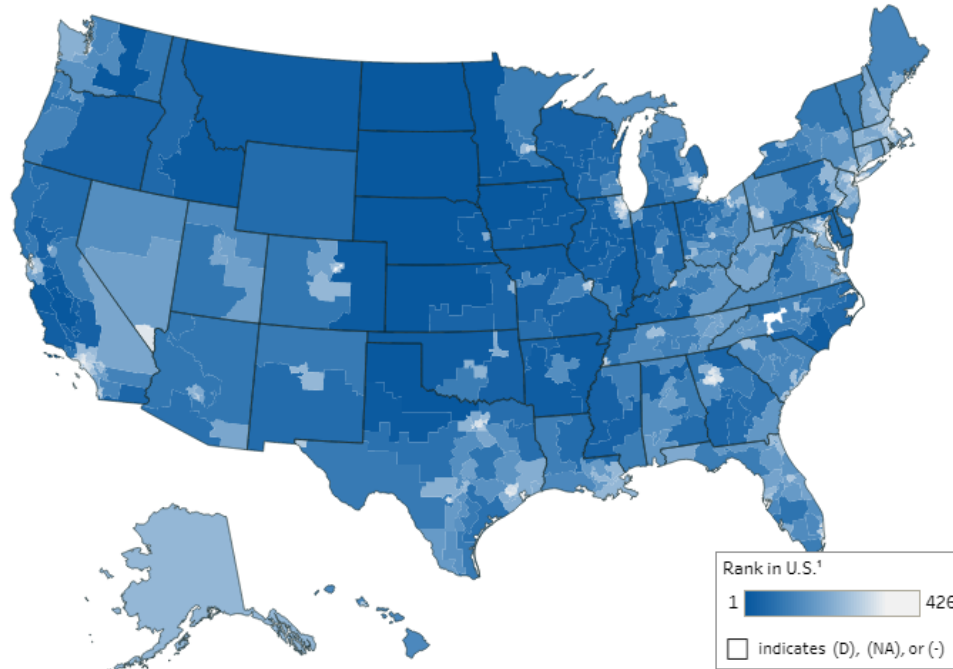 Rank in U.S.¹
1 426
indicates (D), (NA), or (-)